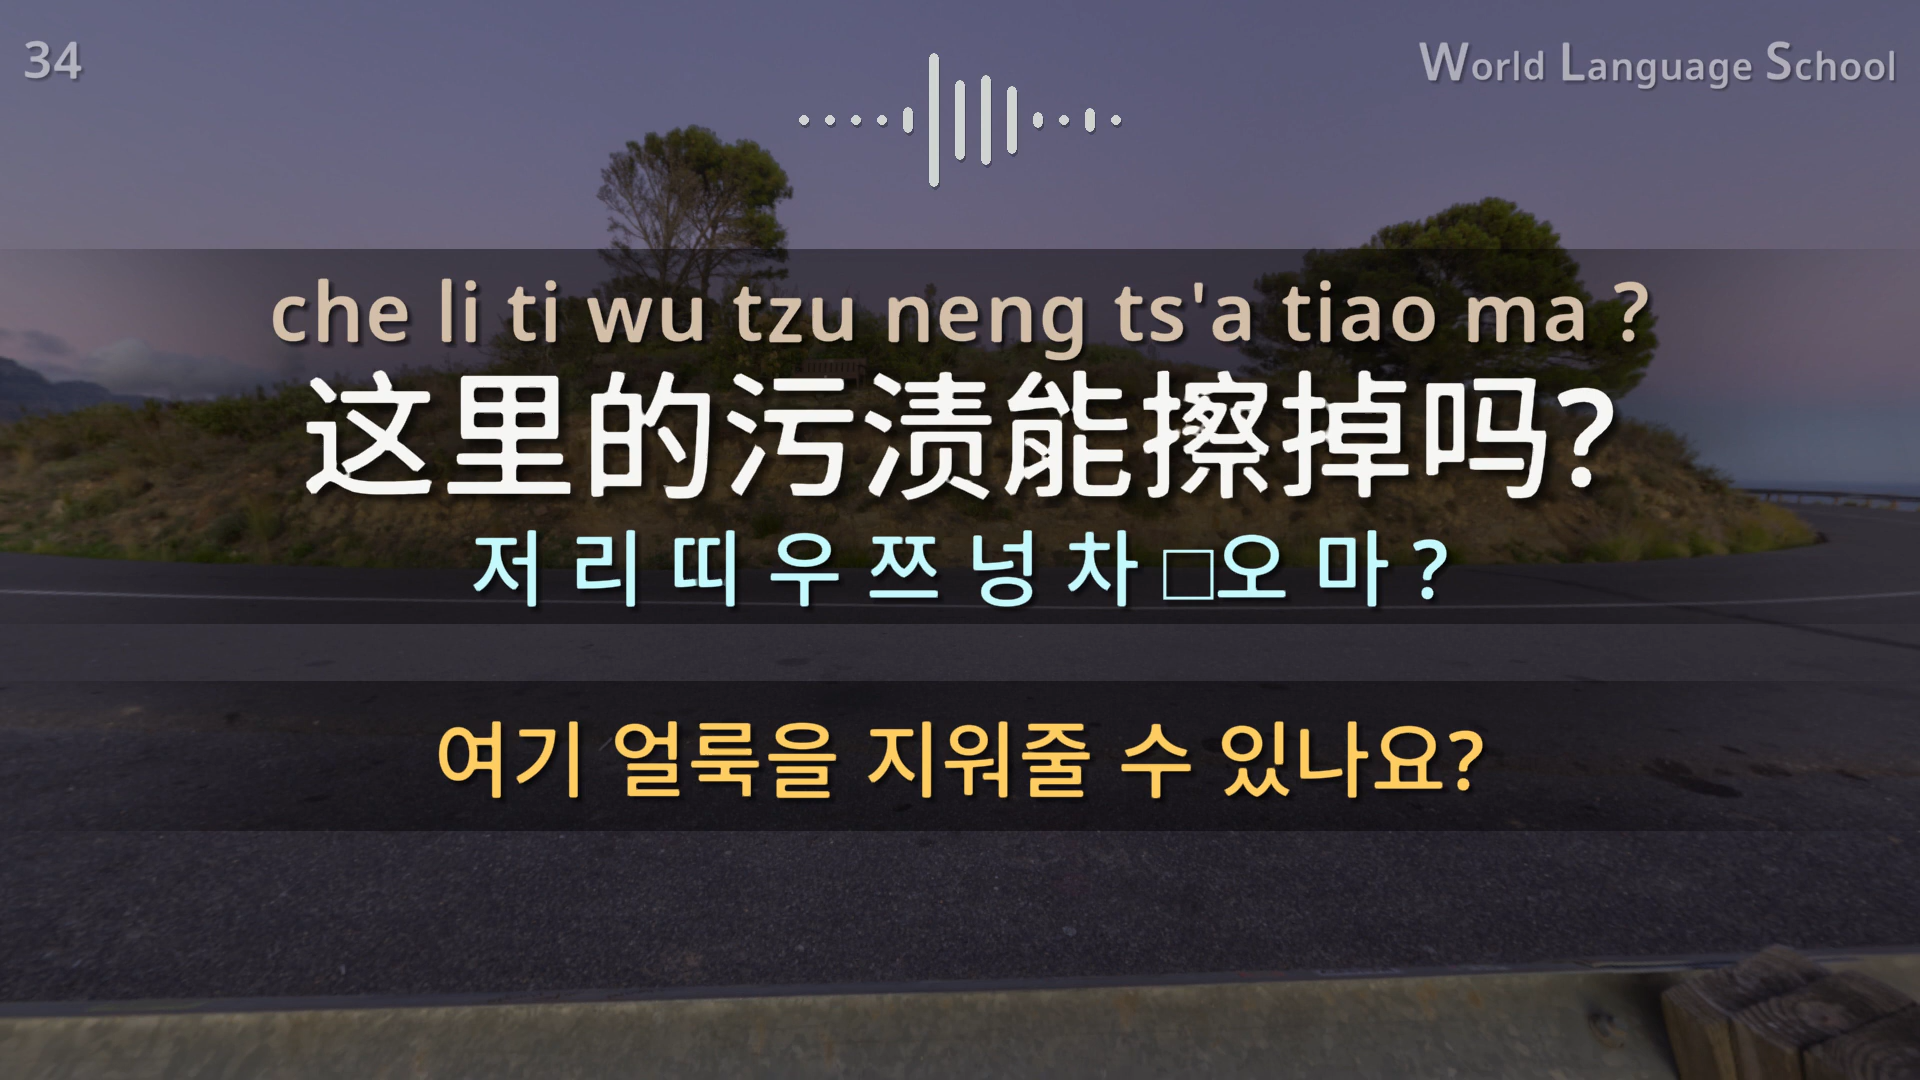 34
World Language School
che li ti wu tzu neng ts'a tiao ma ?
这里的污渍能擦掉吗?
저 리 띠 우 쯔 넝 차 □오 마 ?
여기 얼룩을 지워줄 수 있나요?